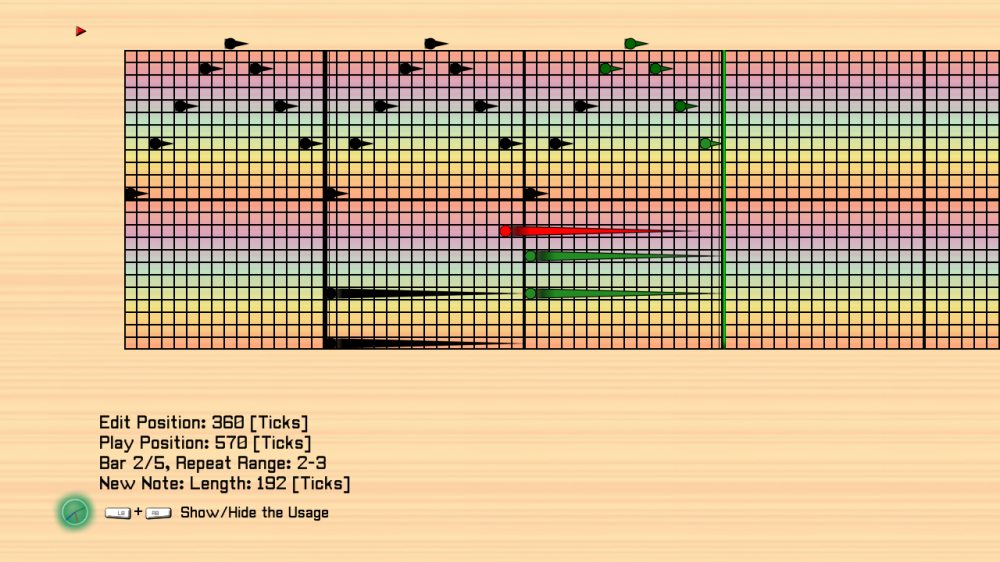 Edit Position: 360 [Ticks]
Play Position: 570 [Ticks]
Bar 2/5, Repeat Range: 2-3
New Note: Length: 192 [Ticks]
LB + RB Show/Hide the Usage